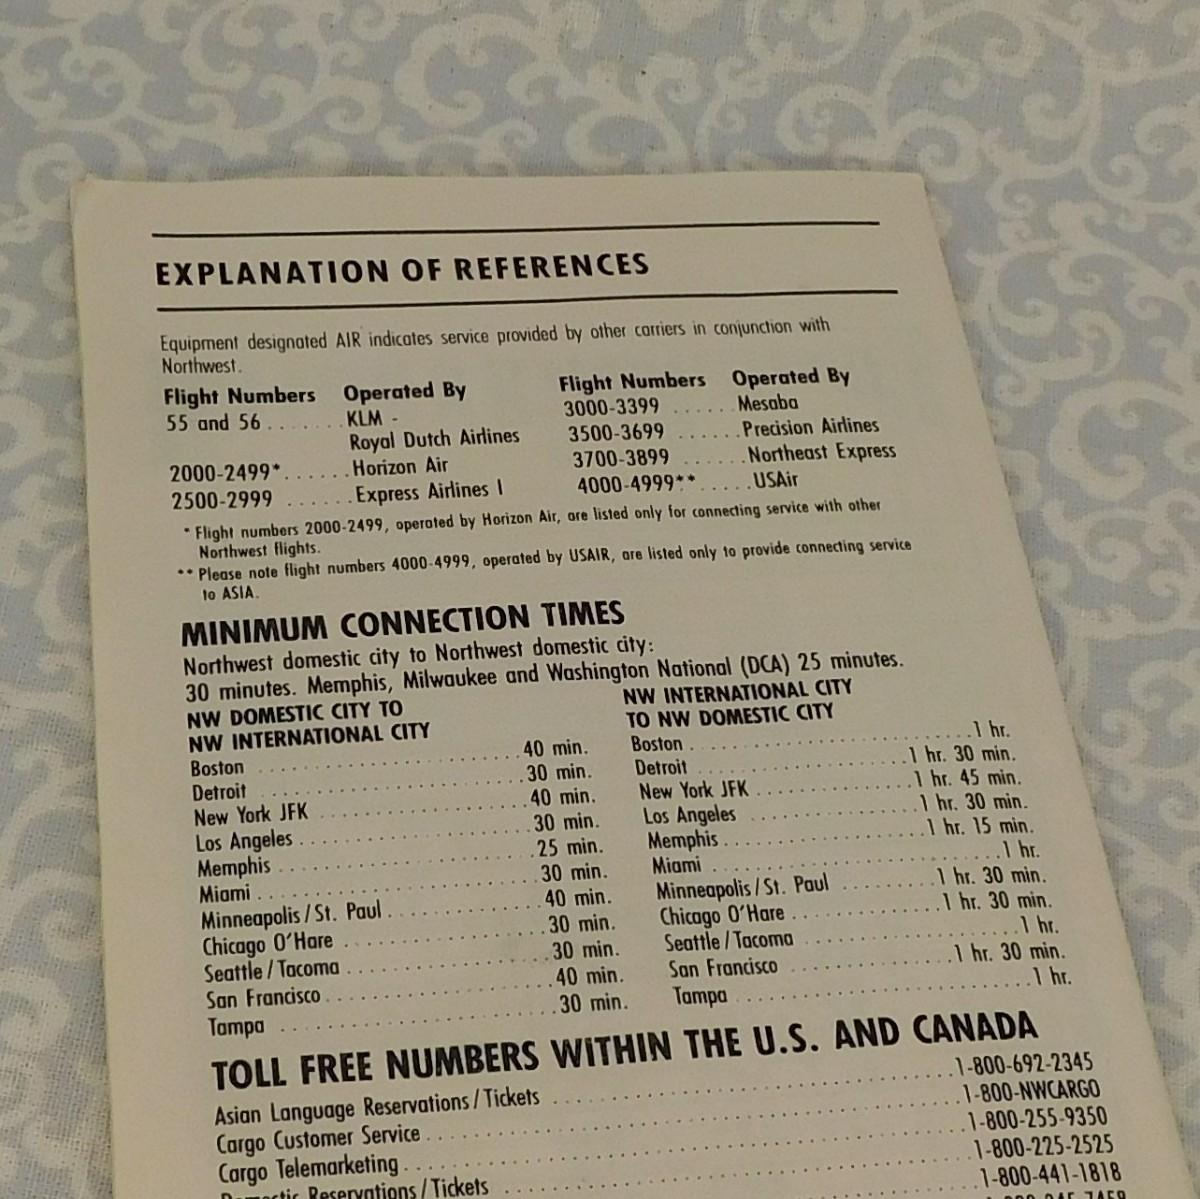 EXPLANATION OF REFERENCES
Equipment designated AIR indicates service provided by other carriers in conjunction with
Northwest.
Flight Numbers Operated By
55 and 56 . . . . . . . KLM -
Royal Dutch Airlines
2000-2499* . . . . . . Horizon Air
2500-2999 . . . . . . Express Airlines I
Flight Numbers Operated By
3000-3399 . . . . . . Mesaba
3500-3699 . . . . . . Precision Airlines
3700-3899 . . . . . . Northeast Express
4000-4999** . . . . . USAir
* Flight numbers 2000-2499, operated by Horizon Air, are listed only for connecting service with other
Northwest flights.
** Please note flight numbers 4000-4999, operated by USAIR, are listed only to provide connecting service
to ASIA.
MINIMUM CONNECTION TIMES
Northwest domestic city to Northwest domestic city:
30 minutes. Memphis, Milwaukee and Washington National (DCA) 25 minutes.
NW DOMESTIC CITY TO
NW INTERNATIONAL CITY
Boston . . . . . . 40 min.
Detroit . . . . . . 30 min.
New York JFK . . . . . . 40 min.
Los Angeles . . . . . . 30 min.
Memphis . . . . . . 25 min.
Miami . . . . . . 30 min.
Minneapolis / St. Paul . . . . . . 40 min.
Chicago O'Hare . . . . . . 30 min.
Seattle / Tacoma . . . . . . 30 min.
San Francisco . . . . . . 40 min.
Tampa . . . . . . 30 min.
NW INTERNATIONAL CITY
TO NW DOMESTIC CITY
Boston . . . . . . 1 hr.
Detroit . . . . . . 1 hr. 30 min.
New York JFK . . . . . . 1 hr. 45 min.
Los Angeles . . . . . . 1 hr. 30 min.
Memphis . . . . . . 1 hr. 15 min.
Miami . . . . . . 1 hr.
Minneapolis / St. Paul . . . . . . 1 hr. 30 min.
Chicago O'Hare . . . . . . 1 hr. 30 min.
Seattle / Tacoma . . . . . . 1 hr.
San Francisco . . . . . . 1 hr. 30 min.
Tampa . . . . . . 1 hr.
TOLL FREE NUMBERS WITHIN THE U.S. AND CANADA
Asian Language Reservations / Tickets . . . . . . 1-800-692-2345
Cargo Customer Service . . . . . . 1-800-NWCARGO
Cargo Telemarketing . . . . . . 1-800-255-9350
Domestic Reservations / Tickets . . . . . . 1-800-225-2525
1-800-441-1818